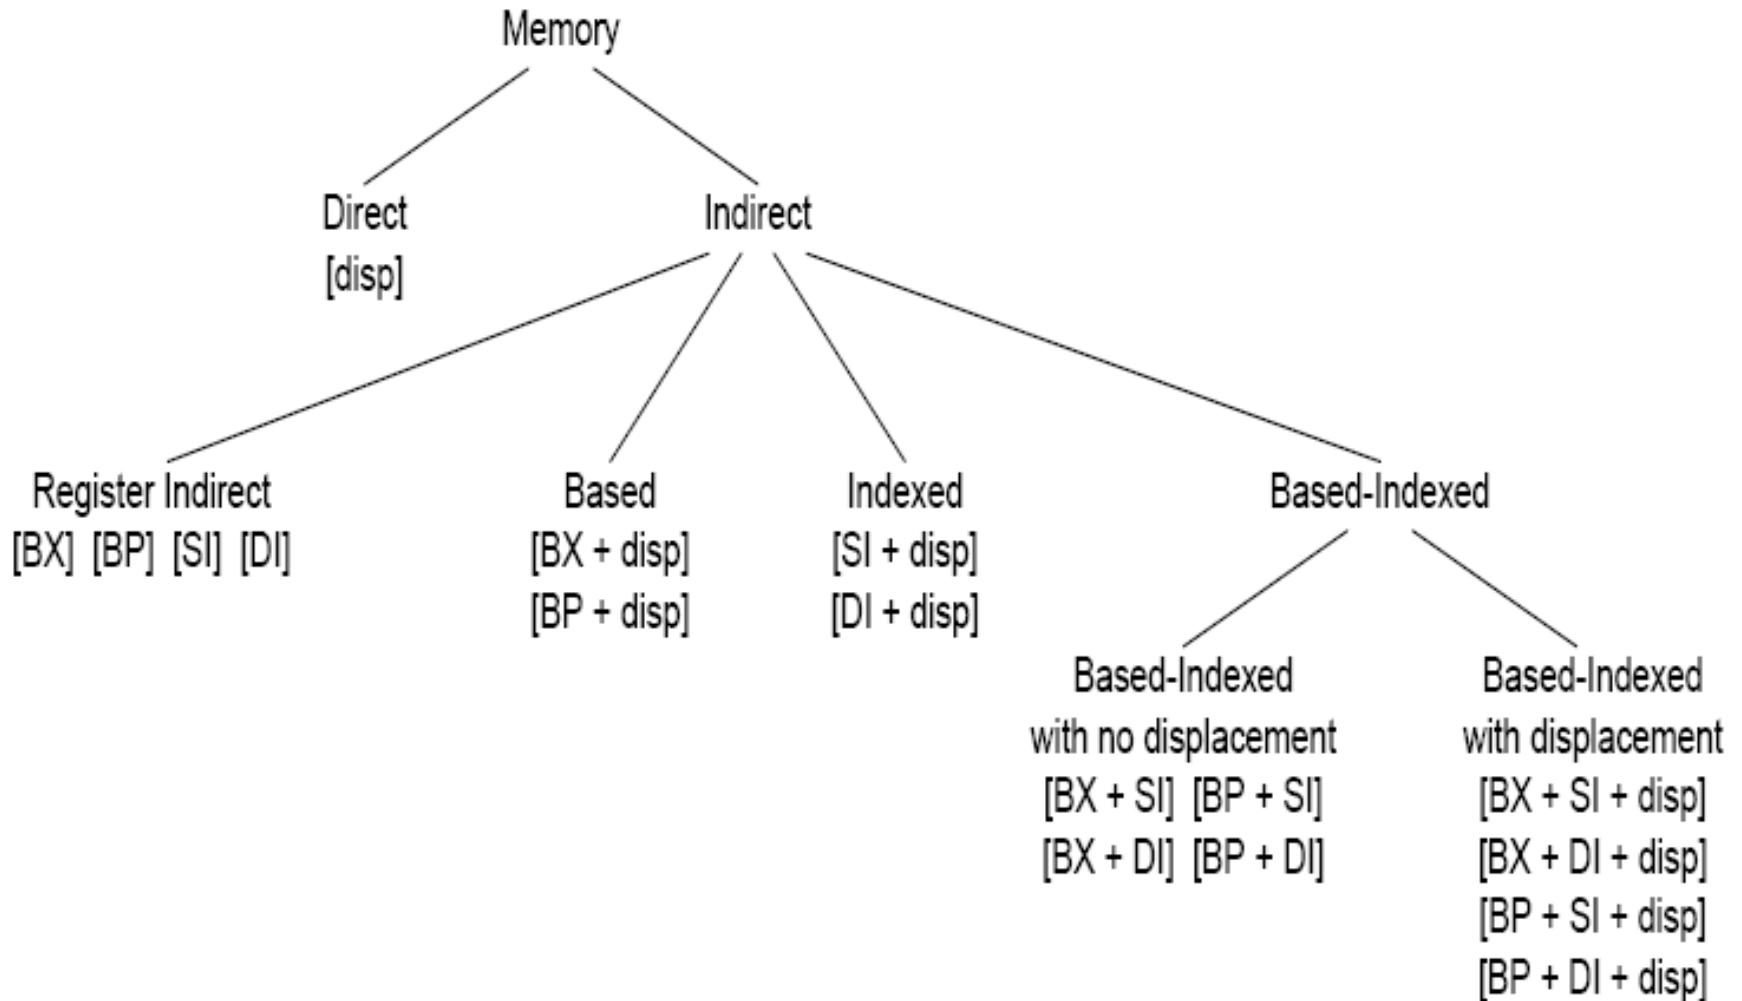 Memory
Direct
[disp]
Indirect
Register Indirect
[BX] [BP] [SI] [DI]
Based
[BX + disp]
[BP + disp]
Indexed
[SI + disp]
[DI + disp]
Based-Indexed
Based-Indexed
with no displacement
[BX + SI] [BP + SI]
[BX + DI] [BP + DI]
Based-Indexed
with displacement
[BX + SI + disp]
[BX + DI + disp]
[BP + SI + disp]
[BP + DI + disp]